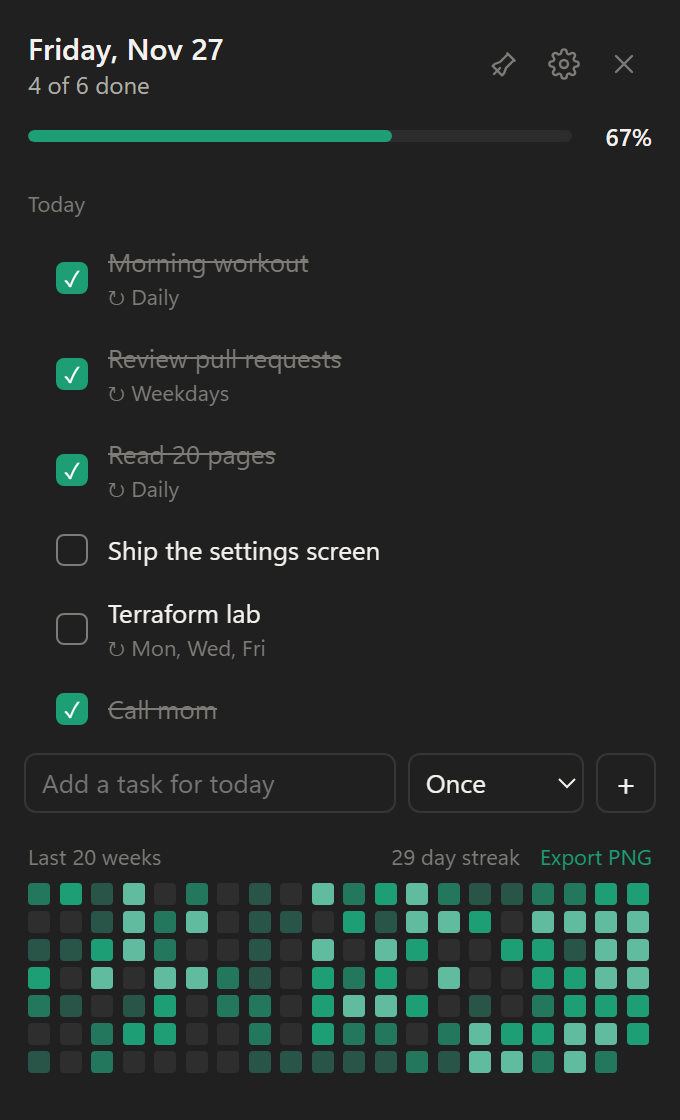 Friday, Nov 27
4 of 6 done
67%
Today
Morning workout
↻ Daily
Review pull requests
↻ Weekdays
Read 20 pages
↻ Daily
Ship the settings screen
Terraform lab
↻ Mon, Wed, Fri
Call mom
Add a task for today
Once
+
Last 20 weeks
29 day streak
Export PNG